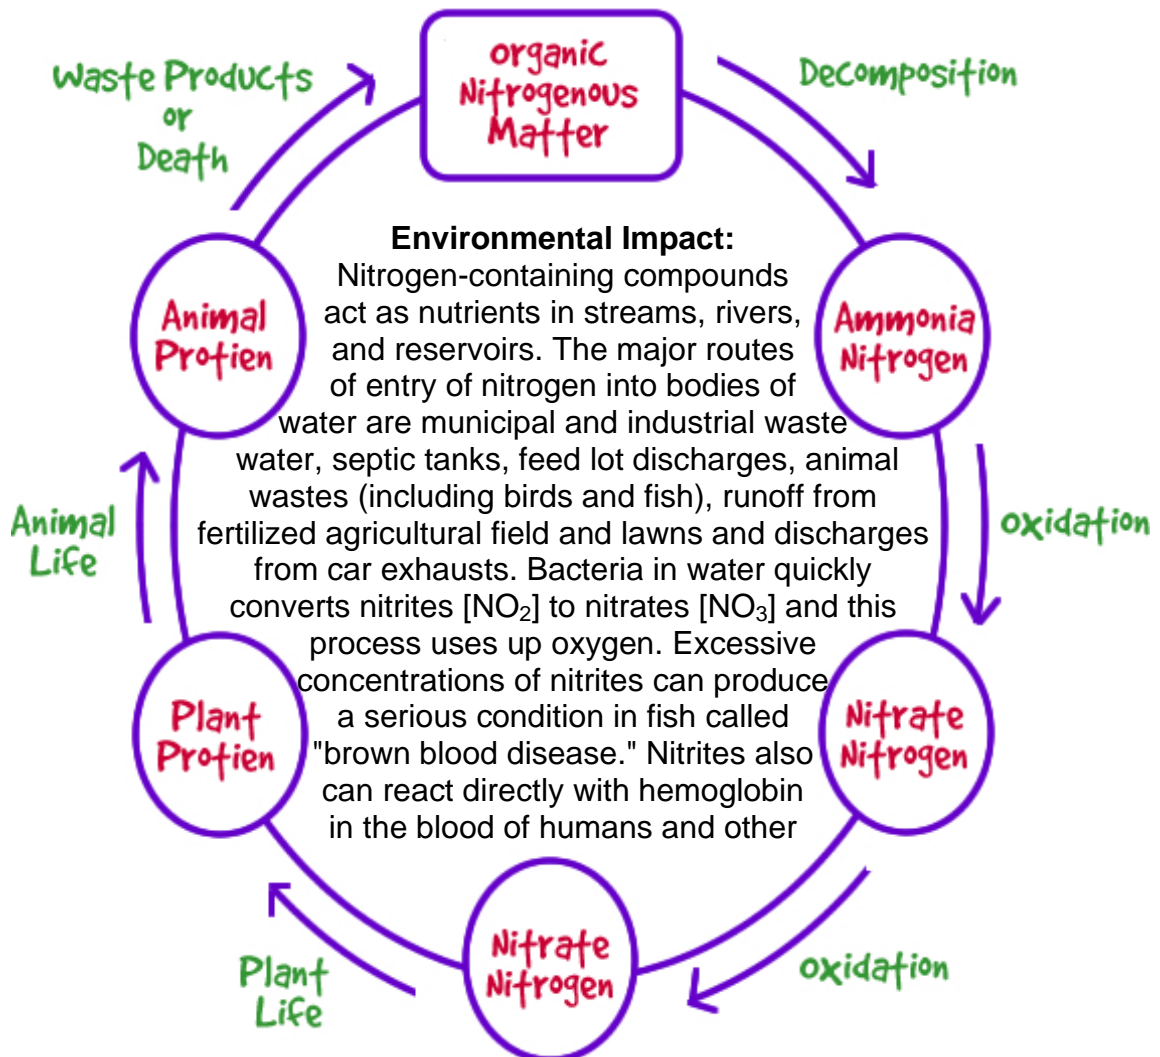 Organic
Nitrogenous
Matter
Decomposition
Waste Products
or
Death
Environmental Impact:
Nitrogen-containing compounds
act as nutrients in streams, rivers,
and reservoirs. The major routes
of entry of nitrogen into bodies of
water are municipal and industrial waste
water, septic tanks, feed lot discharges, animal
wastes (including birds and fish), runoff from
fertilized agricultural field and lawns and discharges
from car exhausts. Bacteria in water quickly
converts nitrites [NO₂] to nitrates [NO₃] and this
process uses up oxygen. Excessive
concentrations of nitrites can produce
a serious condition in fish called
"brown blood disease." Nitrites also
can react directly with hemoglobin
in the blood of humans and other
Ammonia
Nitrogen
Oxidation
Nitrate
Nitrogen
Oxidation
Nitrate
Nitrogen
Plant
Life
Plant
Protien
Animal
Life
Animal
Protien